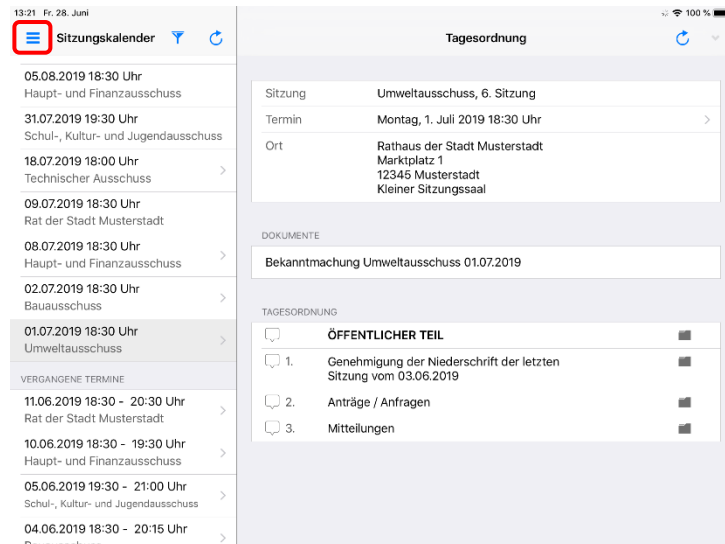 13:21 Fr. 28. Juni
100 %
Sitzungskalender
Tagesordnung
05.08.2019 18:30 Uhr
Haupt- und Finanzausschuss
31.07.2019 19:30 Uhr
Schul-, Kultur- und Jugendausschuss
18.07.2019 18:00 Uhr
Technischer Ausschuss
09.07.2019 18:30 Uhr
Rat der Stadt Musterstadt
08.07.2019 18:30 Uhr
Haupt- und Finanzausschuss
02.07.2019 18:30 Uhr
Bauausschuss
01.07.2019 18:30 Uhr
Umweltausschuss
VERGANGENE TERMINE
11.06.2019 18:30 - 20:30 Uhr
Rat der Stadt Musterstadt
10.06.2019 18:30 - 19:30 Uhr
Haupt- und Finanzausschuss
05.06.2019 19:30 - 21:00 Uhr
Schul-, Kultur- und Jugendausschuss
04.06.2019 18:30 - 20:15 Uhr
Sitzung Umweltausschuss, 6. Sitzung
Termin Montag, 1. Juli 2019 18:30 Uhr
Ort Rathaus der Stadt Musterstadt
Marktplatz 1
12345 Musterstadt
Kleiner Sitzungssaal
DOKUMENTE
Bekanntmachung Umweltausschuss 01.07.2019
TAGESORDNUNG
ÖFFENTLICHER TEIL
1. Genehmigung der Niederschrift der letzten
Sitzung vom 03.06.2019
2. Anträge / Anfragen
3. Mitteilungen